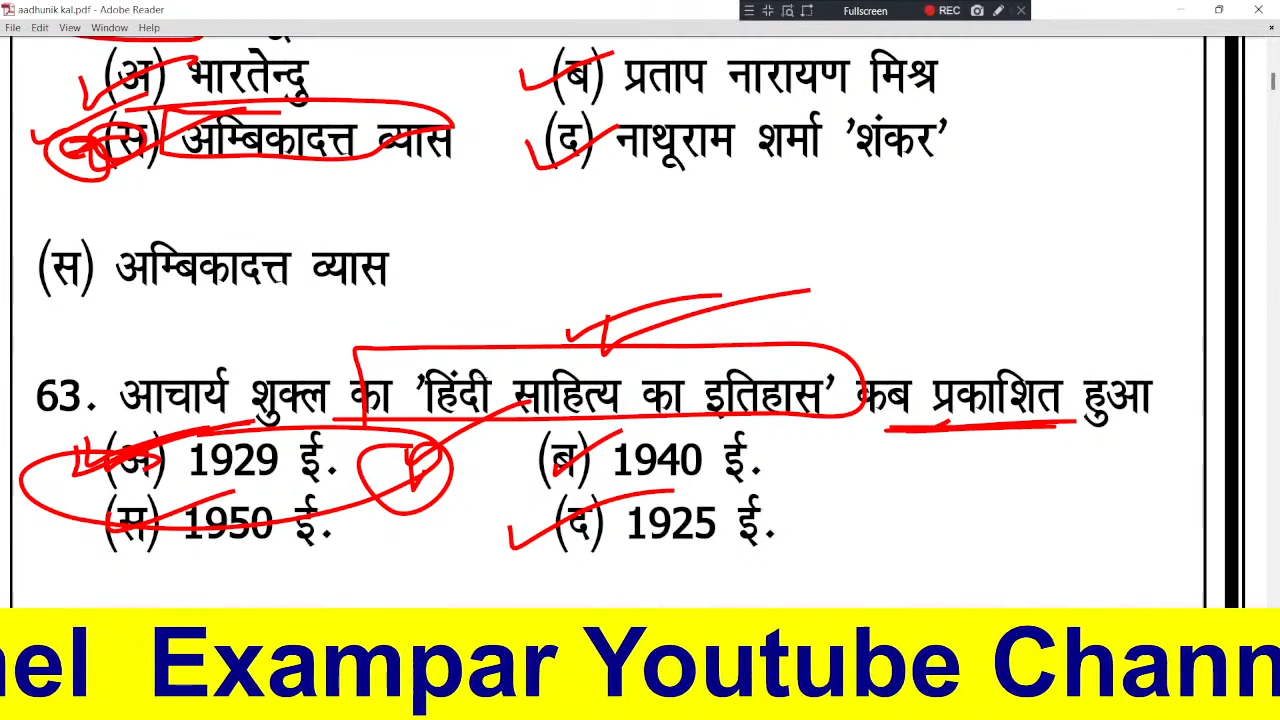 aadhunik kal.pdf - Adobe Reader
Fullscreen REC
File Edit View Window Help
(अ) भारतेन्दु (ब) प्रताप नारायण मिश्र
(स) अम्बिकादत्त व्यास (द) नाथूराम शर्मा 'शंकर'
(स) अम्बिकादत्त व्यास
63. आचार्य शुक्ल का 'हिंदी साहित्य का इतिहास' कब प्रकाशित हुआ
(अ) 1929 ई. (ब) 1940 ई.
(स) 1950 ई. (द) 1925 ई.
nel Exampar Youtube Chann